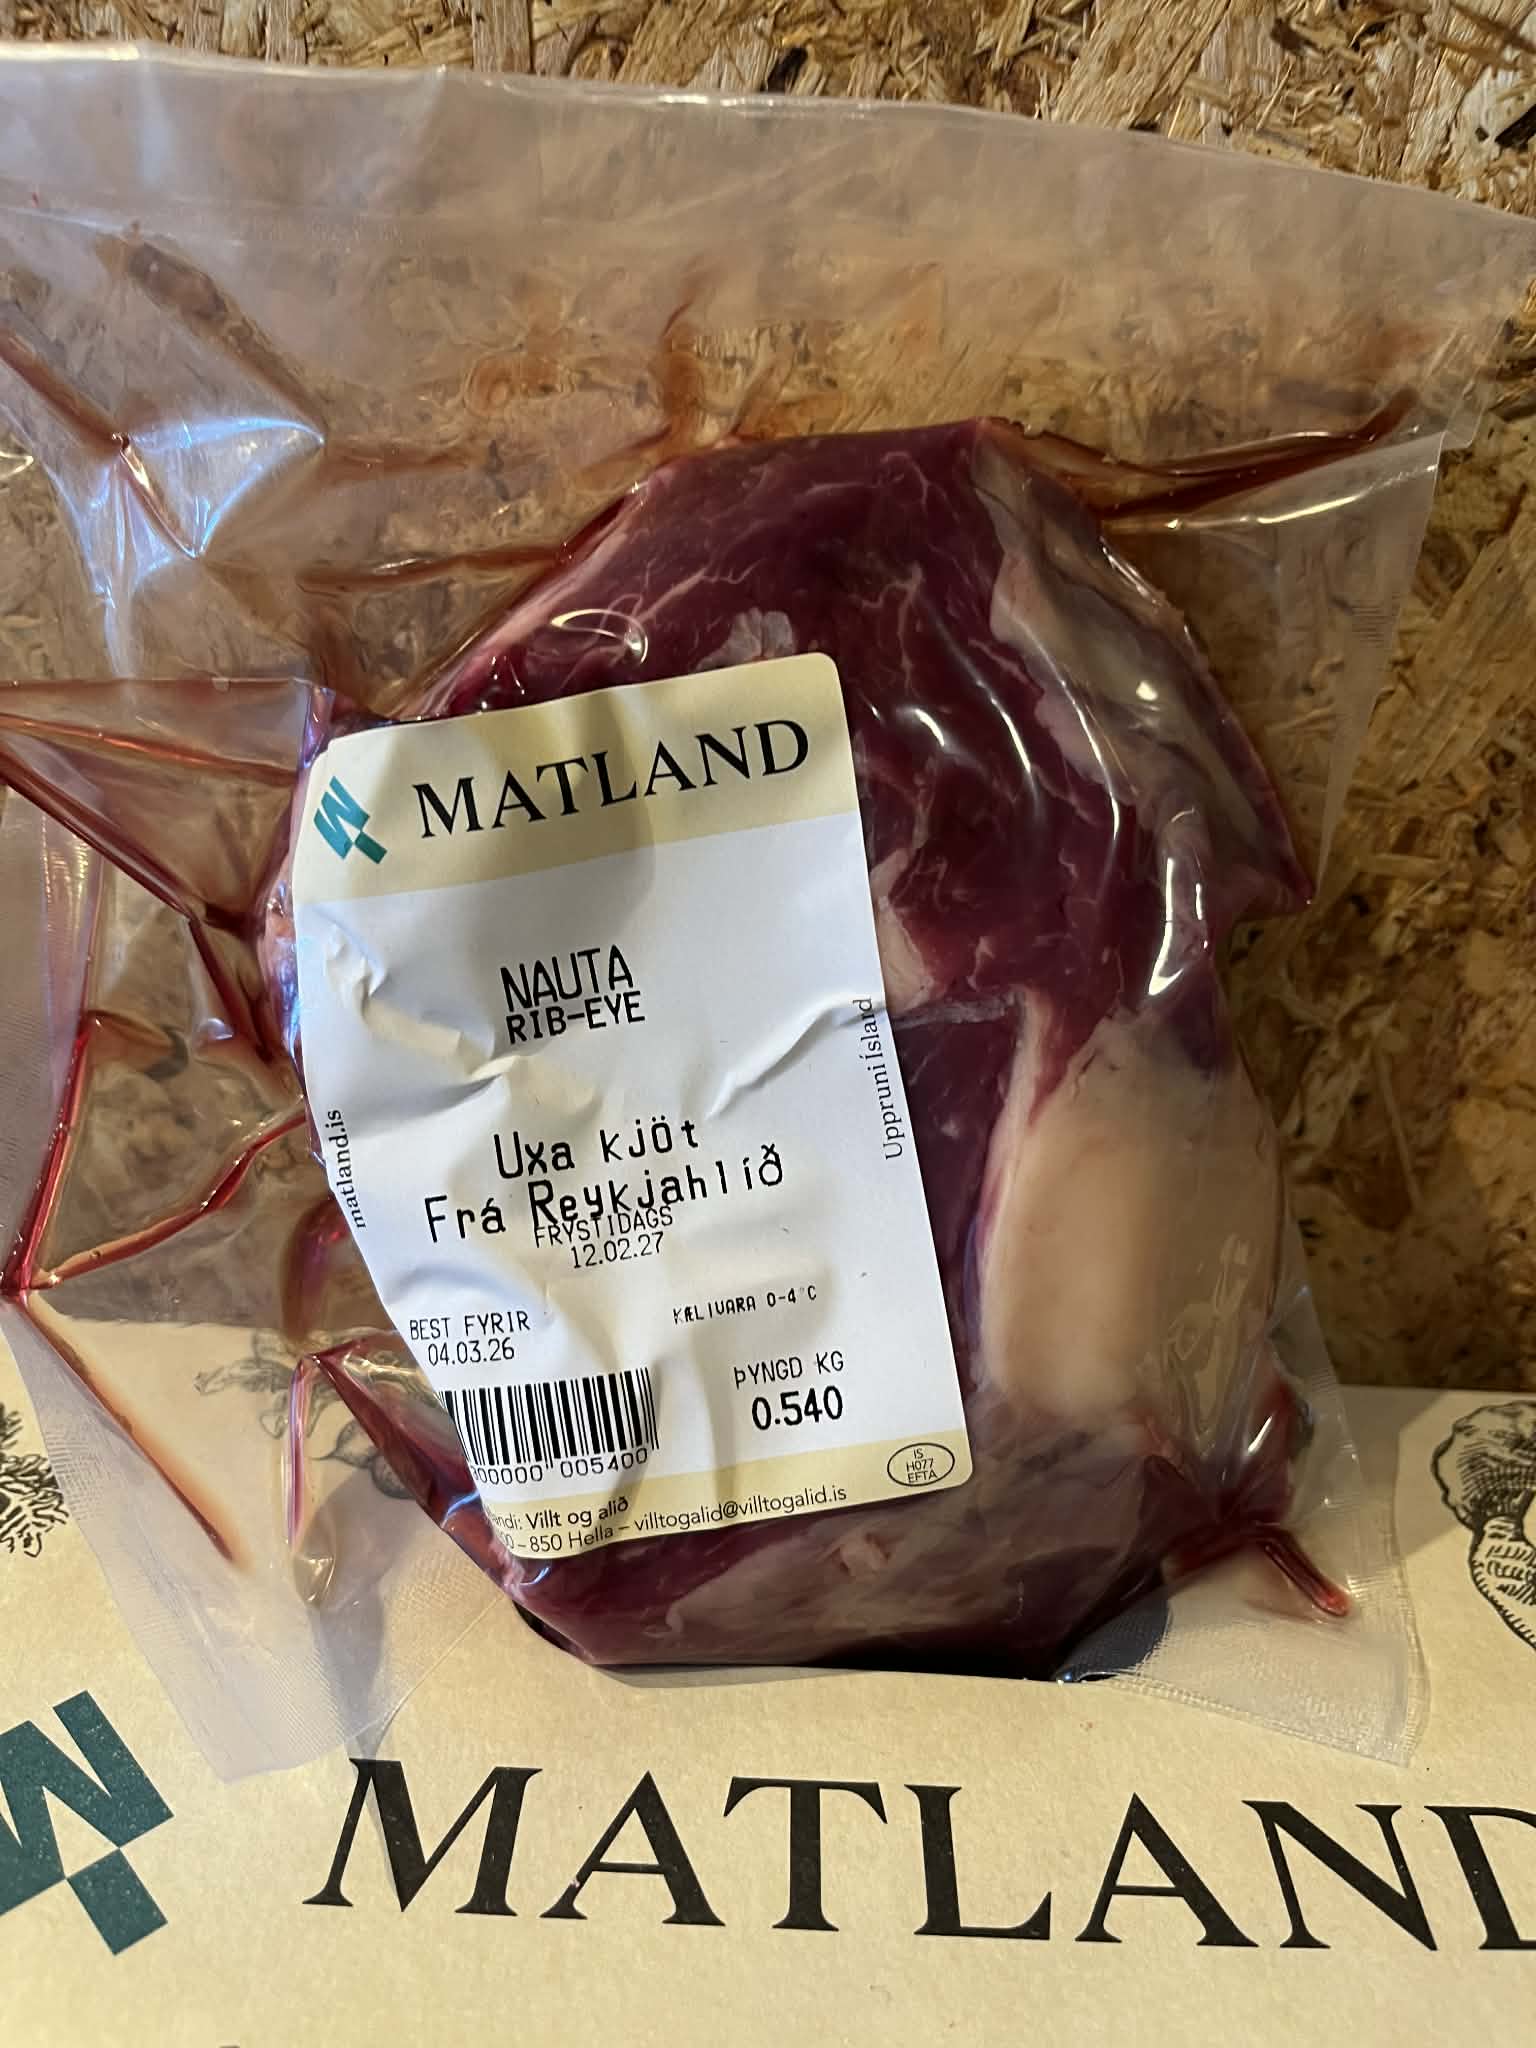 MATLAND
NAUTA
RIB-EYE
Uxa kjöt
Frá Reykjahlíð
FRYSTIDAGS
12.02.27
BEST FYRIR
04.03.26
KÆLIVARA 0-4°C
ÞYNGD KG
0.540
00000 005400
Villt og alið
– 850 Hella – villtogalid@villtogalid.is
IS
H077
EFTA
matland.is
Uppruni Ísland
MATLAND